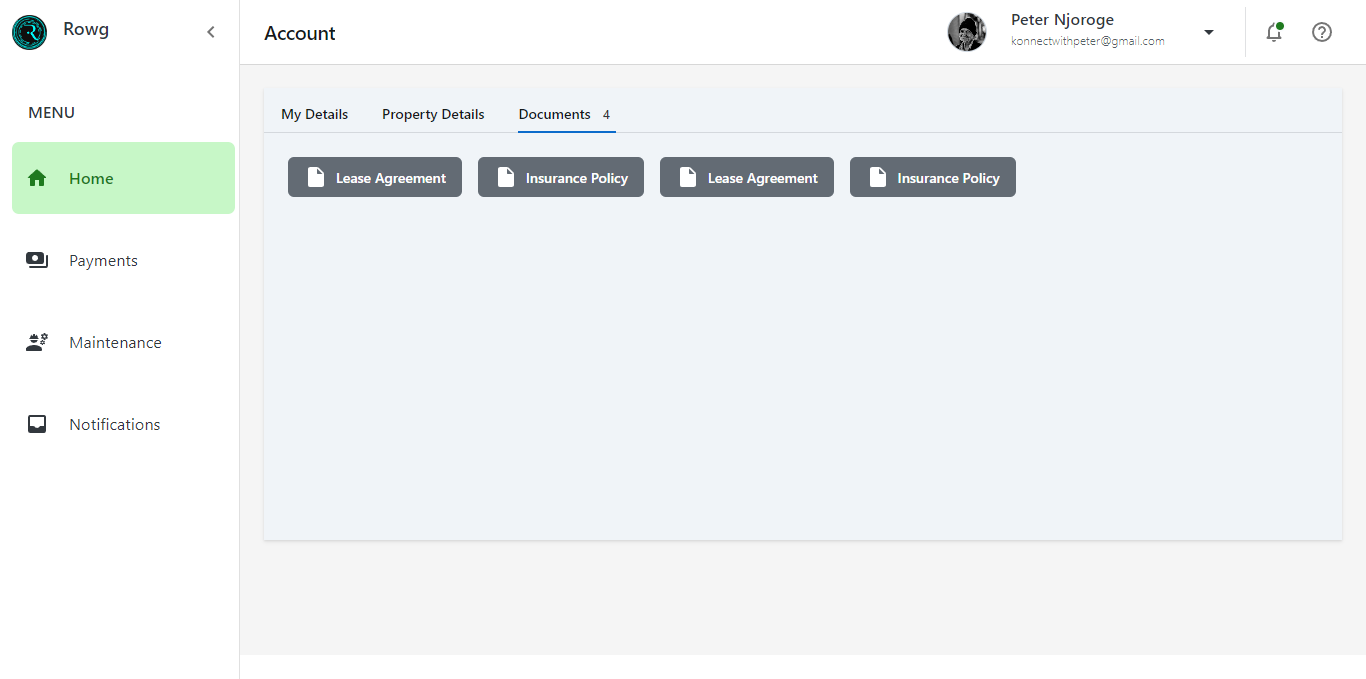 Rowg
Account
Peter Njoroge
konnectwithpeter@gmail.com
MENU
Home
Payments
Maintenance
Notifications
My Details Property Details Documents 4
Lease Agreement Insurance Policy Lease Agreement Insurance Policy